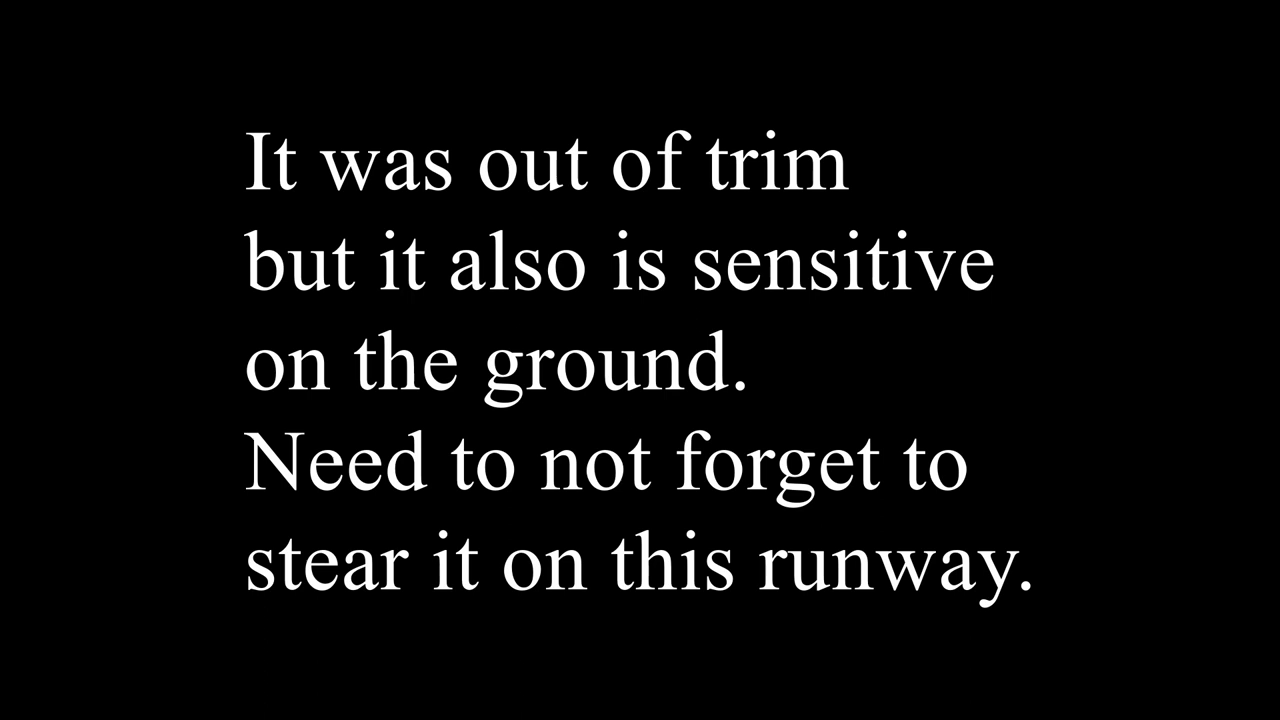 It was out of trim
but it also is sensitive
on the ground.
Need to not forget to
stear it on this runway.